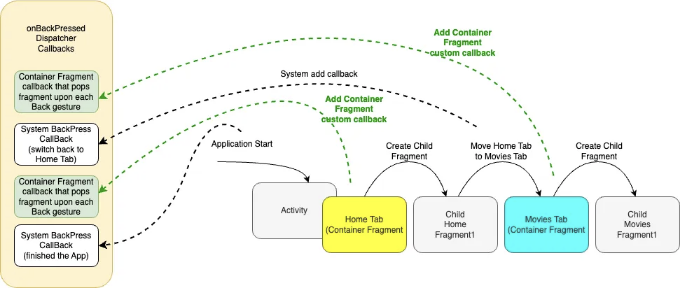 onBackPressed
Dispatcher
Callbacks
Container Fragment
callback that pops
fragment upon each
Back gesture
System BackPress
CallBack
(switch back to
Home Tab)
Container Fragment
callback that pops
fragment upon each
Back gesture
System BackPress
CallBack
(finished the App)
Add Container
Fragment
custom callback
System add callback
Add Container
Fragment
custom callback
Application Start
Create Child
Fragment
Move Home Tab
to Movies Tab
Create Child
Fragment
Activity
Home Tab
(Container Fragment
Child
Home
Fragment1
Movies Tab
(Container Fragment
Child
Movies
Fragment1